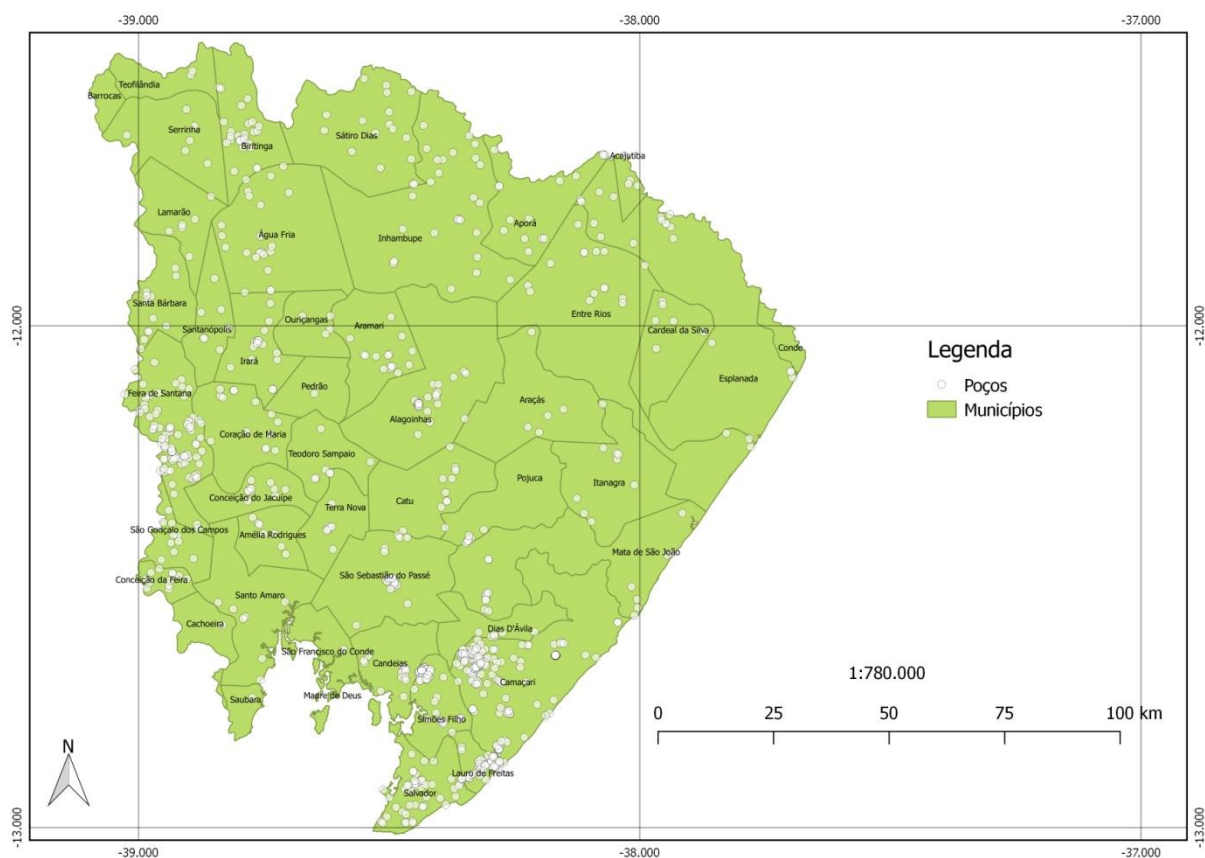 -39.000 -38.000 -37.000
Teofilândia
Barrocas
Serrinha
Biritinga
Sátiro Dias
Acajutiba
Lamarão
Água Fria
Inhambupe
Aporá
Santa Bárbara
Santanópolis
Ouriçangas
Aramari
Entre Rios
Cardeal da Silva
-12.000 -12.000
Conde
Irará
Legenda
Poços
Municípios
Feira de Santana
Pedrão
Esplanada
Alagoinhas
Araçás
Coração de Maria
Teodoro Sampaio
Conceição do Jacuípe
Terra Nova
Catu
Pojuca
Itanagra
São Gonçalo dos Campos
Amélia Rodrigues
Mata de São João
Conceição da Feira
São Sebastião do Passé
Santo Amaro
Cachoeira
Dias D'Ávila
São Francisco do Conde
Candeias
Camaçari
Saubara
Madre de Deus
Simões Filho
1:780.000
0 25 50 75 100 km
N
Lauro de Freitas
Salvador
-13.000 -13.000
-39.000 -38.000 -37.000